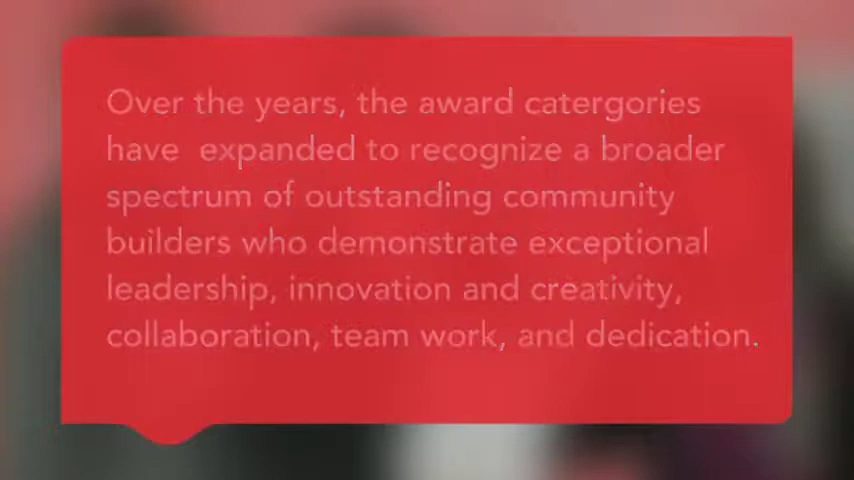 Over the years, the award catergories
have  expanded to recognize a broader
spectrum of outstanding community
builders who demonstrate exceptional
leadership, innovation and creativity,
collaboration, team work, and dedication.